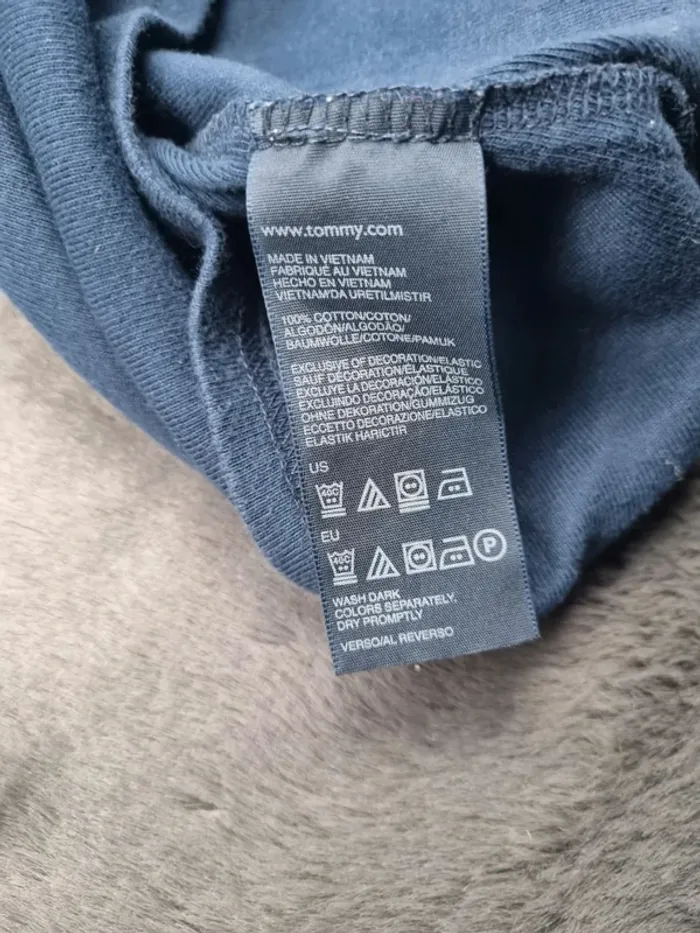 www.tommy.com
MADE IN VIETNAM
FABRIQUÉ AU VIETNAM
HECHO EN VIETNAM
VIETNAM'DA URETILMISTIR
100% COTTON/COTON/
ALGODÓN/ALGODÃO/
BAUMWOLLE/COTONE/PAMUK
EXCLUSIVE OF DECORATION/ELASTIC
SAUF DÉCORATION/ÉLASTIQUE
EXCLUYE LA DECORACIÓN/ELÁSTICO
EXCLUINDO DECORAÇÃO/ELÁSTICO
OHNE DEKORATION/GUMMIZUG
ECCETTO DECORAZIONE/ELASTICO
ELASTIK HARICTIR
US
40C
EU
40C P
WASH DARK
COLORS SEPARATELY.
DRY PROMPTLY
VERSO/AL REVERSO